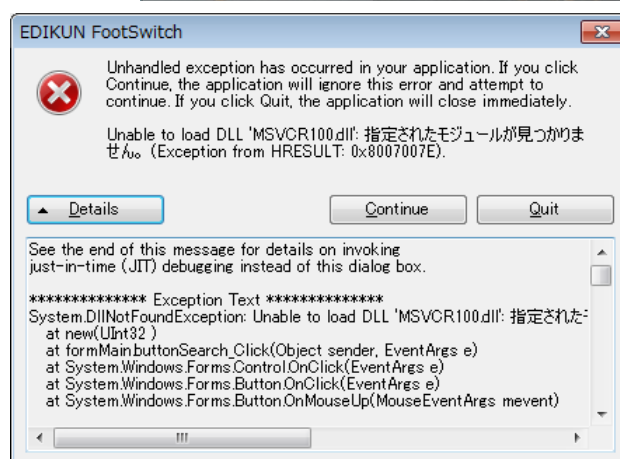 EDIKUN FootSwitch
Unhandled exception has occurred in your application. If you click
Continue, the application will ignore this error and attempt to
continue. If you click Quit, the application will close immediately.
Unable to load DLL 'MSVCR100.dll': 指定されたモジュールが見つかりま
せん。 (Exception from HRESULT: 0x8007007E).
Details
Continue
Quit
See the end of this message for details on invoking
just-in-time (JIT) debugging instead of this dialog box.
************** Exception Text **************
System.DllNotFoundException: Unable to load DLL 'MSVCR100.dll': 指定された
at new(UInt32 )
at formMain.buttonSearch_Click(Object sender, EventArgs e)
at System.Windows.Forms.Control.OnClick(EventArgs e)
at System.Windows.Forms.Button.OnClick(EventArgs e)
at System.Windows.Forms.Button.OnMouseUp(MouseEventArgs mevent)